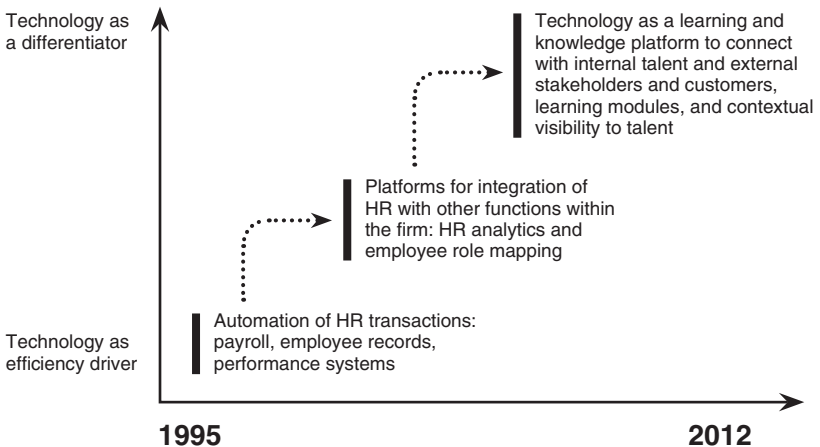 Technology as
a differentiator
Technology as a learning and
knowledge platform to connect
with internal talent and external
stakeholders and customers,
learning modules, and contextual
visibility to talent
Platforms for integration of
HR with other functions within
the firm: HR analytics and
employee role mapping
Automation of HR transactions:
payroll, employee records,
performance systems
Technology as
efficiency driver
1995
2012